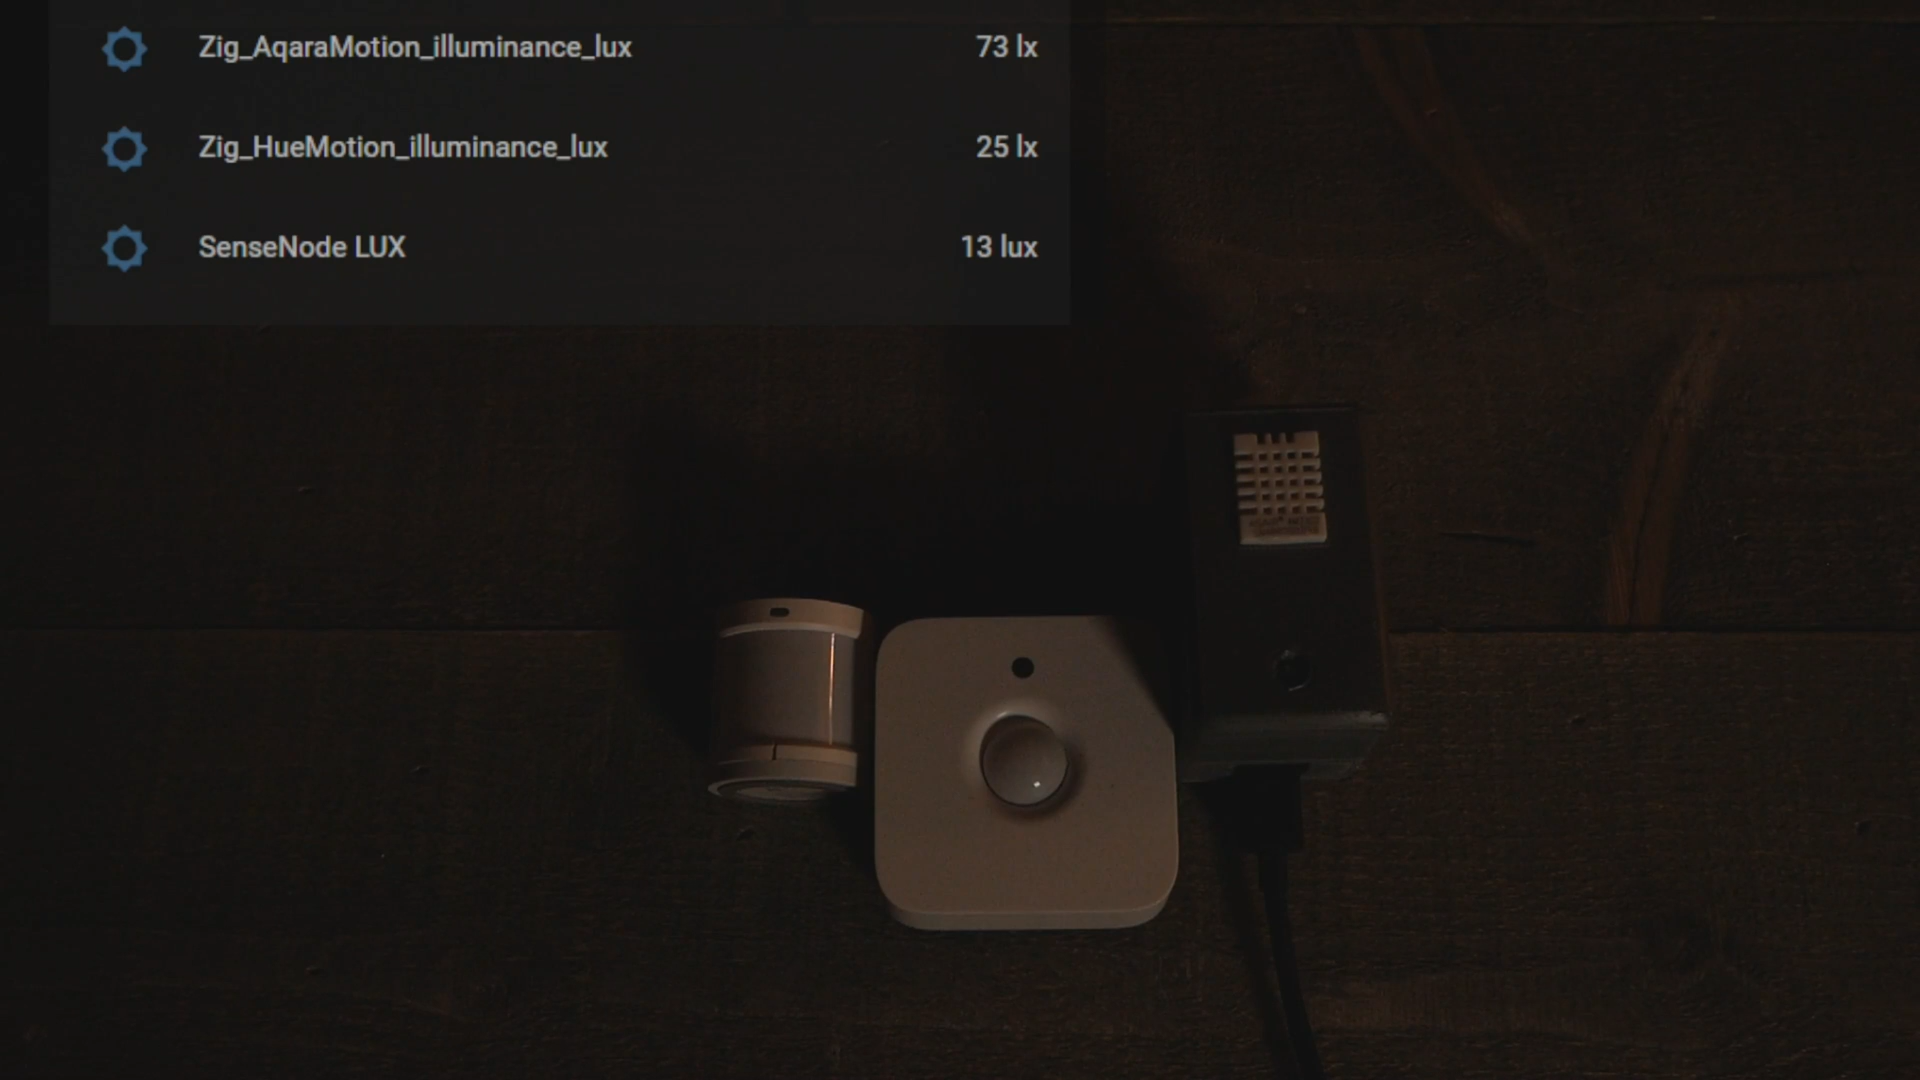 Zig_AqaraMotion_illuminance_lux 73 lx
Zig_HueMotion_illuminance_lux 25 lx
SenseNode LUX 13 lux